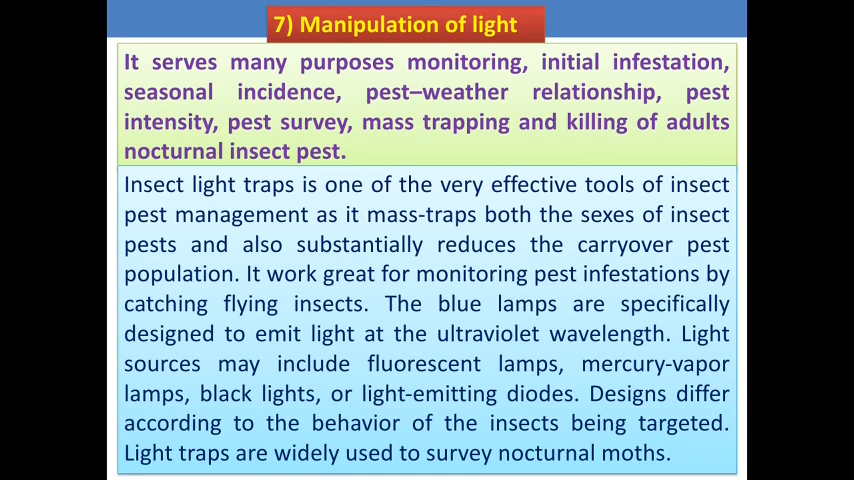 7) Manipulation of light
It serves many purposes monitoring, initial infestation,
seasonal incidence, pest–weather relationship, pest
intensity, pest survey, mass trapping and killing of adults
nocturnal insect pest.
Insect light traps is one of the very effective tools of insect
pest management as it mass-traps both the sexes of insect
pests and also substantially reduces the carryover pest
population. It work great for monitoring pest infestations by
catching flying insects. The blue lamps are specifically
designed to emit light at the ultraviolet wavelength. Light
sources may include fluorescent lamps, mercury-vapor
lamps, black lights, or light-emitting diodes. Designs differ
according to the behavior of the insects being targeted.
Light traps are widely used to survey nocturnal moths.